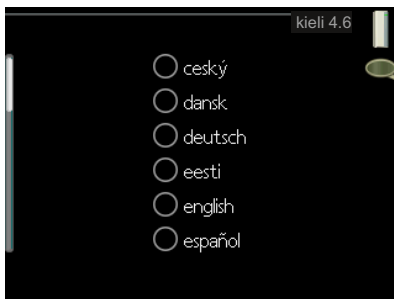 kieli 4.6
ceský
dansk
deutsch
eesti
english
español